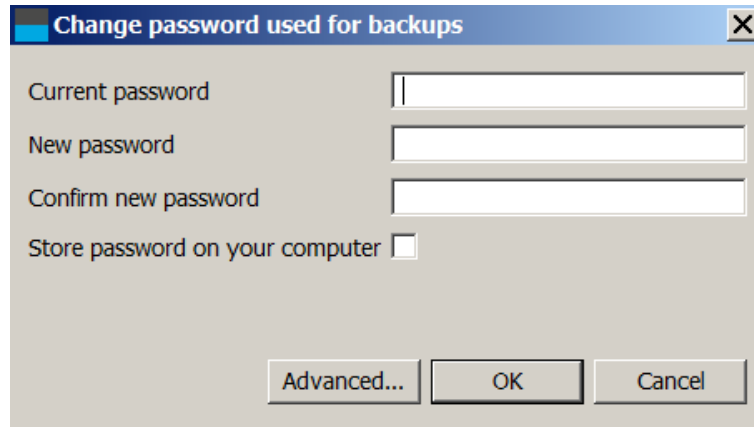 Change password used for backups
Current password
New password
Confirm new password
Store password on your computer
Advanced... OK Cancel